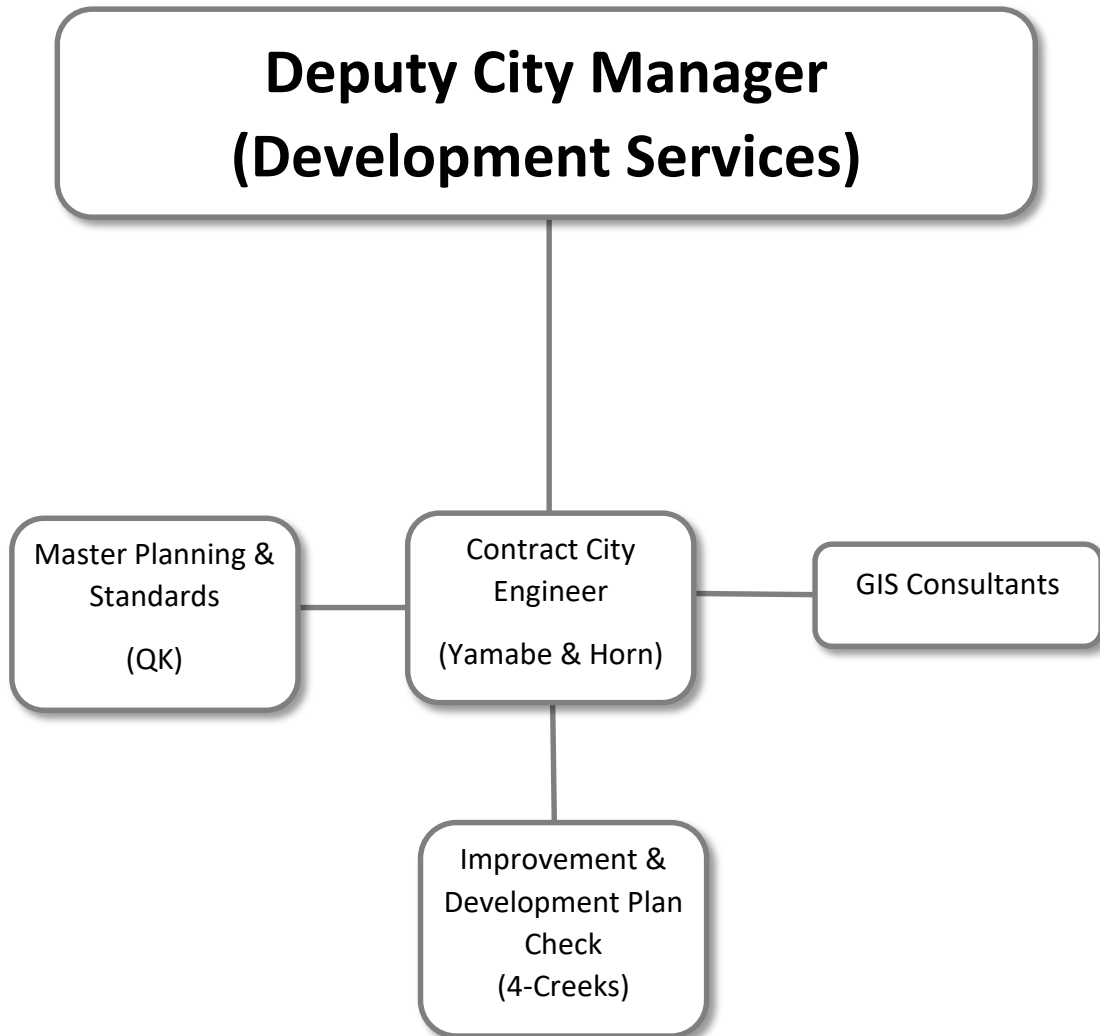 Deputy City Manager
(Development Services)
Master Planning &
Standards
(QK)
Contract City
Engineer
(Yamabe & Horn)
GIS Consultants
Improvement &
Development Plan
Check
(4-Creeks)